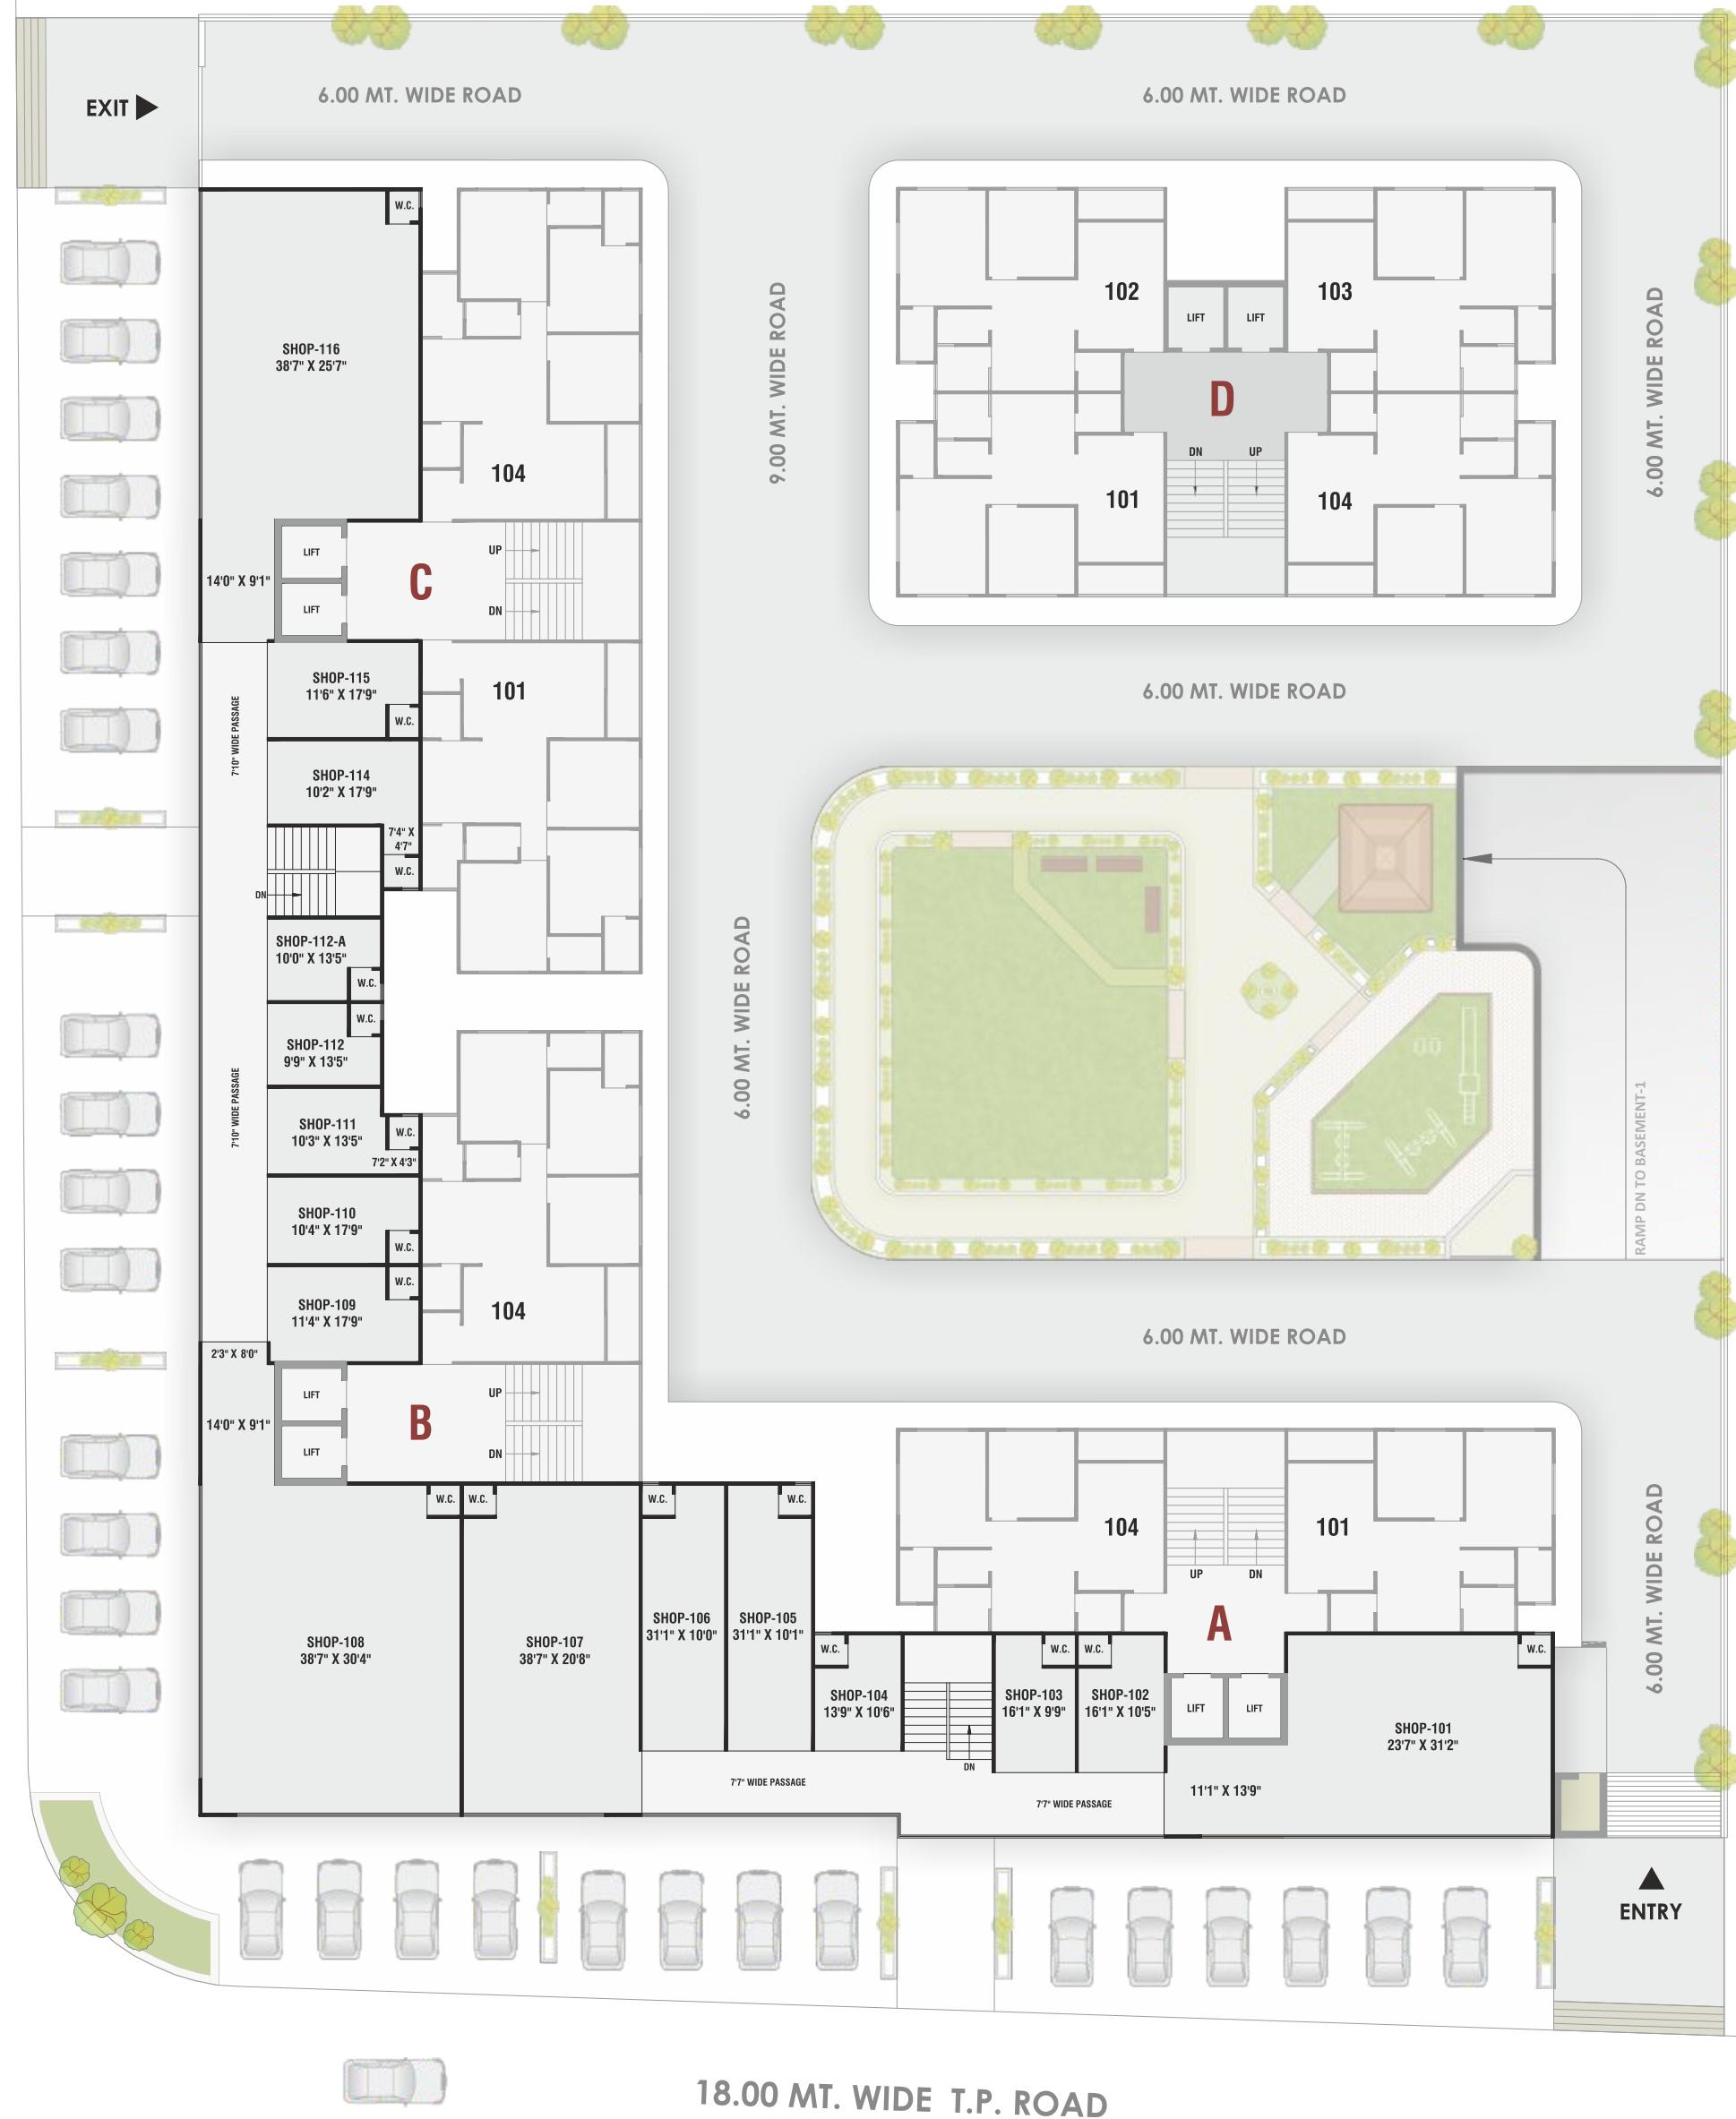 EXIT
6.00 MT. WIDE ROAD
6.00 MT. WIDE ROAD
W.C.
SHOP-116
38'7" X 25'7"
104
9.00 MT. WIDE ROAD
102
103
LIFT
LIFT
D
DN
UP
101
104
6.00 MT. WIDE ROAD
14'0" X 9'1"
LIFT
LIFT
C
UP
DN
SHOP-115
11'6" X 17'9"
W.C.
101
6.00 MT. WIDE ROAD
7'10" WIDE PASSAGE
SHOP-114
10'2" X 17'9"
7'4" X
4'7"
W.C.
DN
SHOP-112-A
10'0" X 13'5"
W.C.
W.C.
SHOP-112
9'9" X 13'5"
6.00 MT. WIDE ROAD
7'10" WIDE PASSAGE
SHOP-111
10'3" X 13'5"
W.C.
7'2" X 4'3"
RAMP DN TO BASEMENT-1
SHOP-110
10'4" X 17'9"
W.C.
W.C.
SHOP-109
11'4" X 17'9"
104
6.00 MT. WIDE ROAD
2'3" X 8'0"
LIFT
14'0" X 9'1"
LIFT
B
UP
DN
W.C.
W.C.
W.C.
W.C.
104
101
UP
DN
A
6.00 MT. WIDE ROAD
SHOP-108
38'7" X 30'4"
SHOP-107
38'7" X 20'8"
SHOP-106
31'1" X 10'0"
SHOP-105
31'1" X 10'1"
W.C.
W.C.
W.C.
W.C.
SHOP-104
13'9" X 10'6"
SHOP-103
16'1" X 9'9"
SHOP-102
16'1" X 10'5"
LIFT
LIFT
SHOP-101
23'7" X 31'2"
DN
7'7" WIDE PASSAGE
7'7" WIDE PASSAGE
11'1" X 13'9"
ENTRY
18.00 MT. WIDE T.P. ROAD